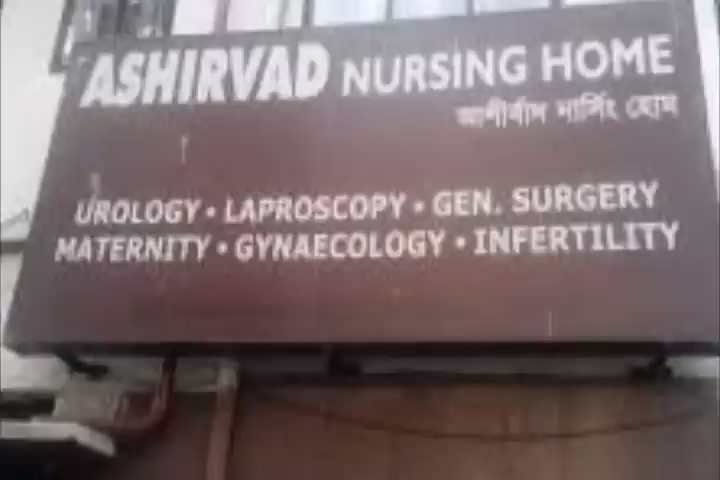 ASHIRVAD NURSING HOME
আশীর্বাদ নার্সিং হোম
UROLOGY • LAPROSCOPY • GEN. SURGERY
MATERNITY • GYNAECOLOGY • INFERTILITY